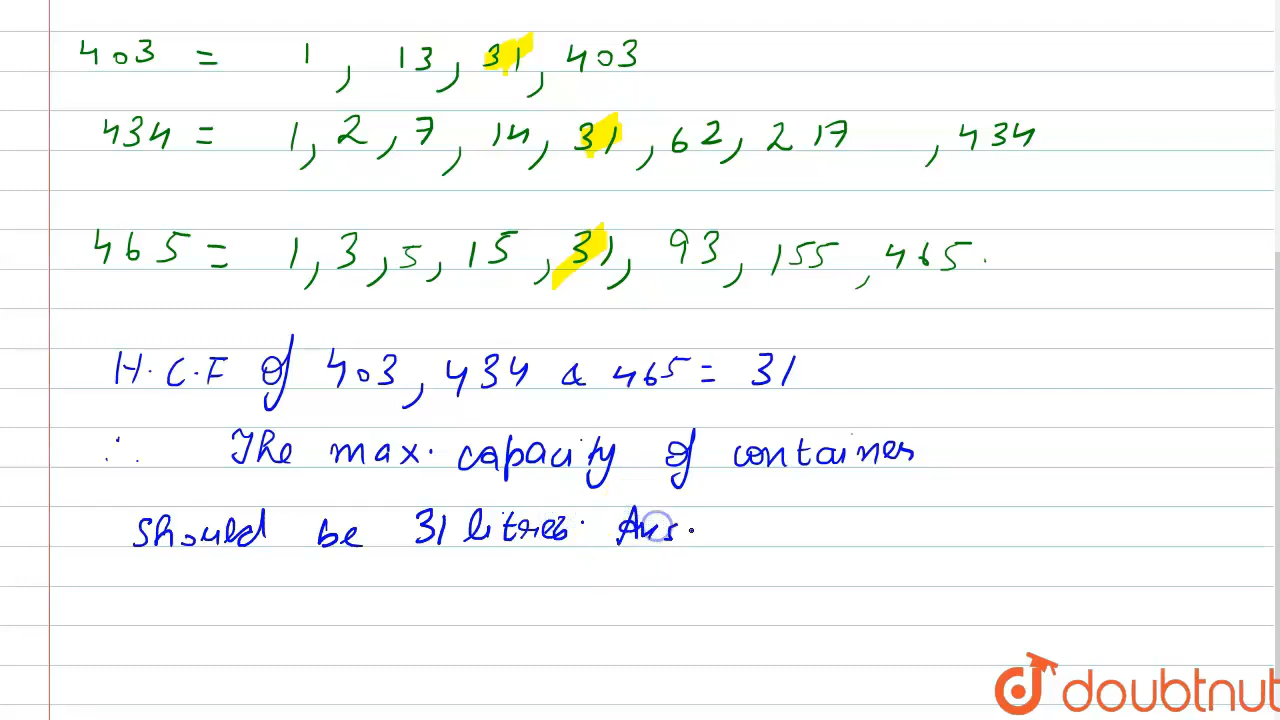 403 = 1, 13, 31, 403
434 = 1, 2, 7, 14, 31, 62, 217 , 434
465 = 1, 3, 5, 15, 31, 93, 155, 465.
H.C.F Of 403, 434 & 465 = 31
∴ The max. capacity Of container
should be 31 litres. Ans.
doubtnut